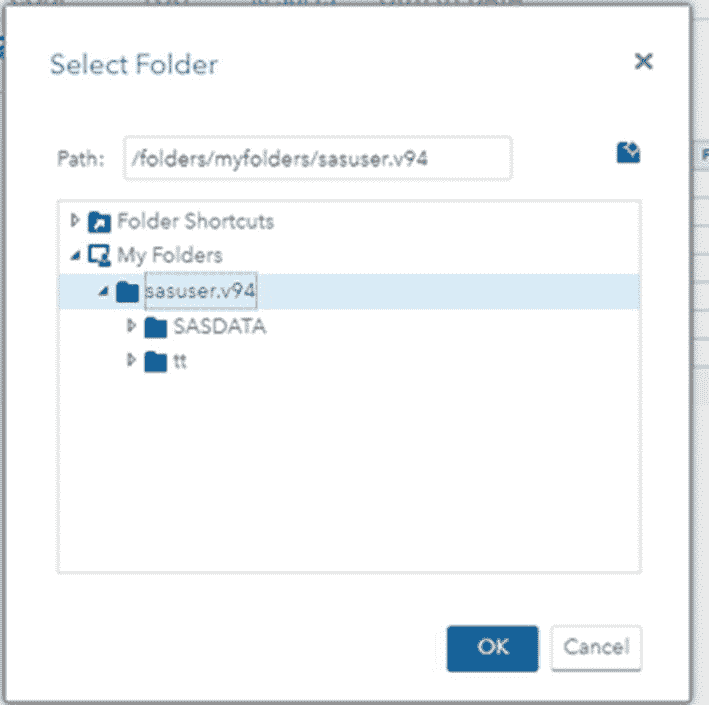 Select Folder
Path: /folders/myfolders/sasuser.v94
Folder Shortcuts
My Folders
sasuser.v94
SASDATA
tt
OK Cancel